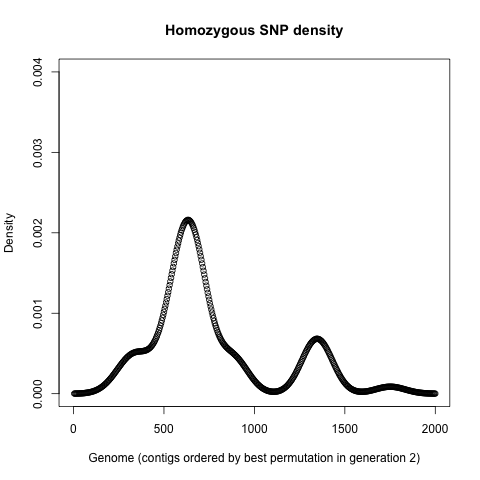 Homozygous SNP density
0.004
0.003
0.002
0.001
0.000
Density
0 500 1000 1500 2000
Genome (contigs ordered by best permutation in generation 2)